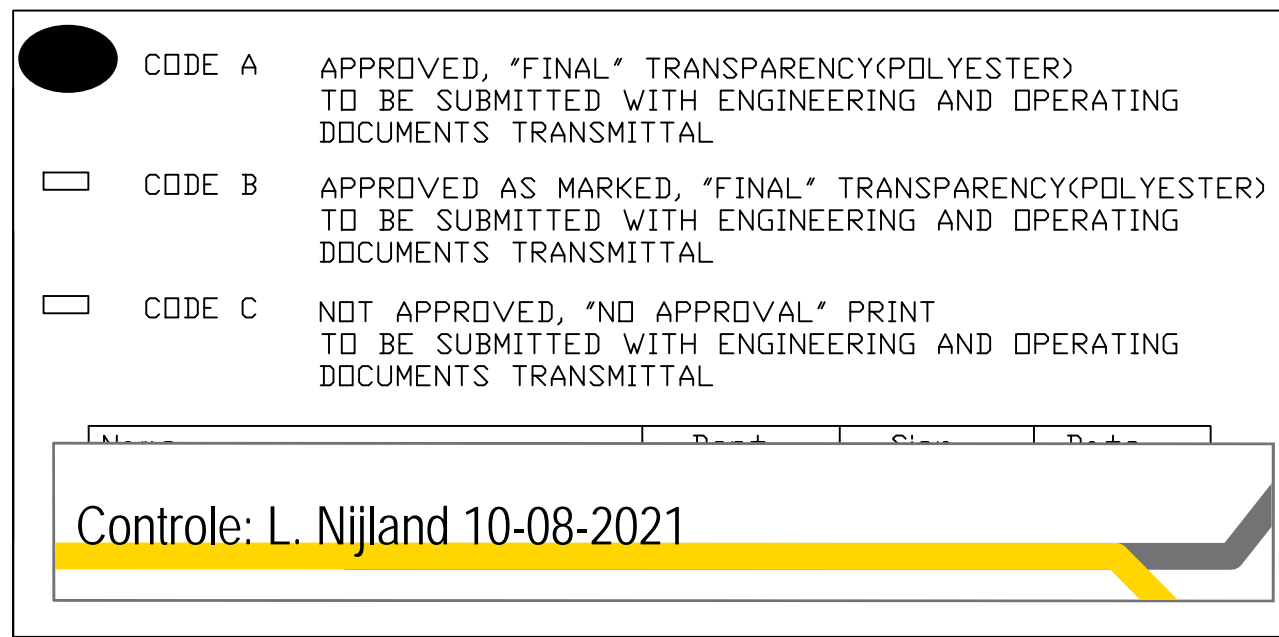 CODE A APPROVED, "FINAL" TRANSPARENCY(POLYESTER)
TO BE SUBMITTED WITH ENGINEERING AND OPERATING
DOCUMENTS TRANSMITTAL
CODE B APPROVED AS MARKED, "FINAL" TRANSPARENCY(POLYESTER)
TO BE SUBMITTED WITH ENGINEERING AND OPERATING
DOCUMENTS TRANSMITTAL
CODE C NOT APPROVED, "NO APPROVAL" PRINT
TO BE SUBMITTED WITH ENGINEERING AND OPERATING
DOCUMENTS TRANSMITTAL
Controle: L. Nijland 10-08-2021